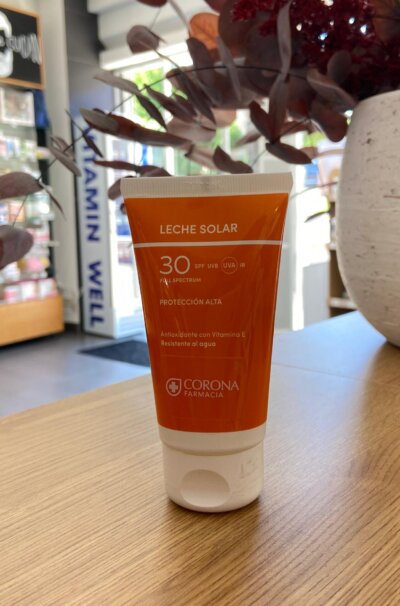 VITAMIN WELL
LECHE SOLAR
30 SPF UVB UVA IR
FULL SPECTRUM
PROTECCIÓN ALTA
Antioxidante con Vitamina E
Resistente al agua
CORONA
FARMACIA